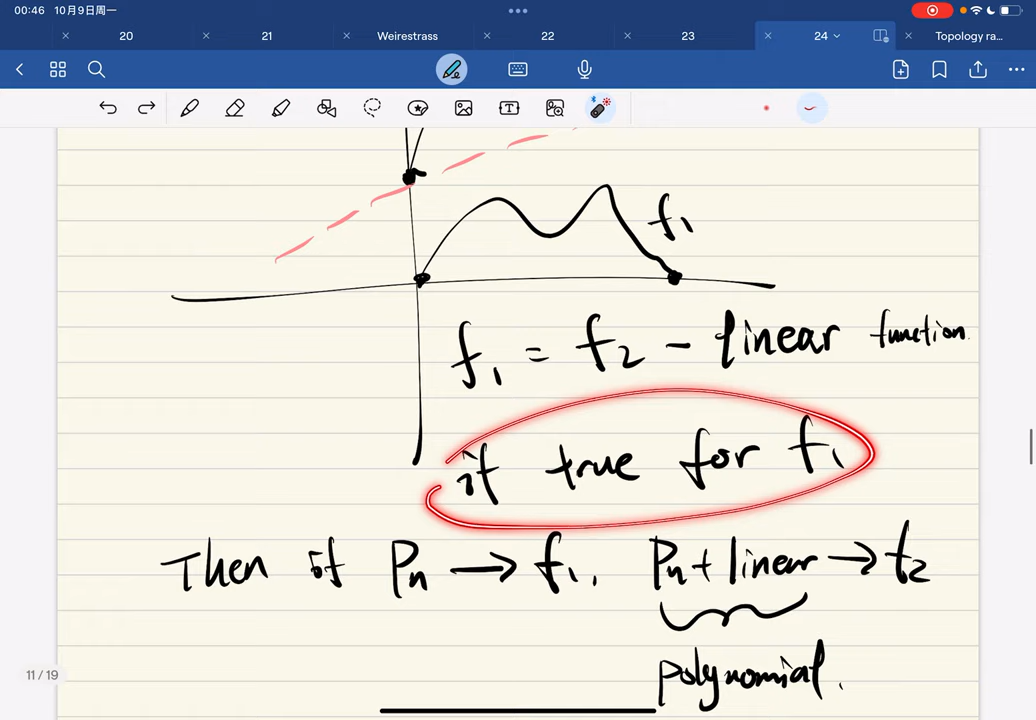 00:46 10月9日周一
20 21 Weirestrass 22 23 24 Topology ra...
f₁
f₁ = f₂ - linear function
if true for f₁
Then if Pn → f₁, Pn + linear → f₂
polynomial.
11 / 19